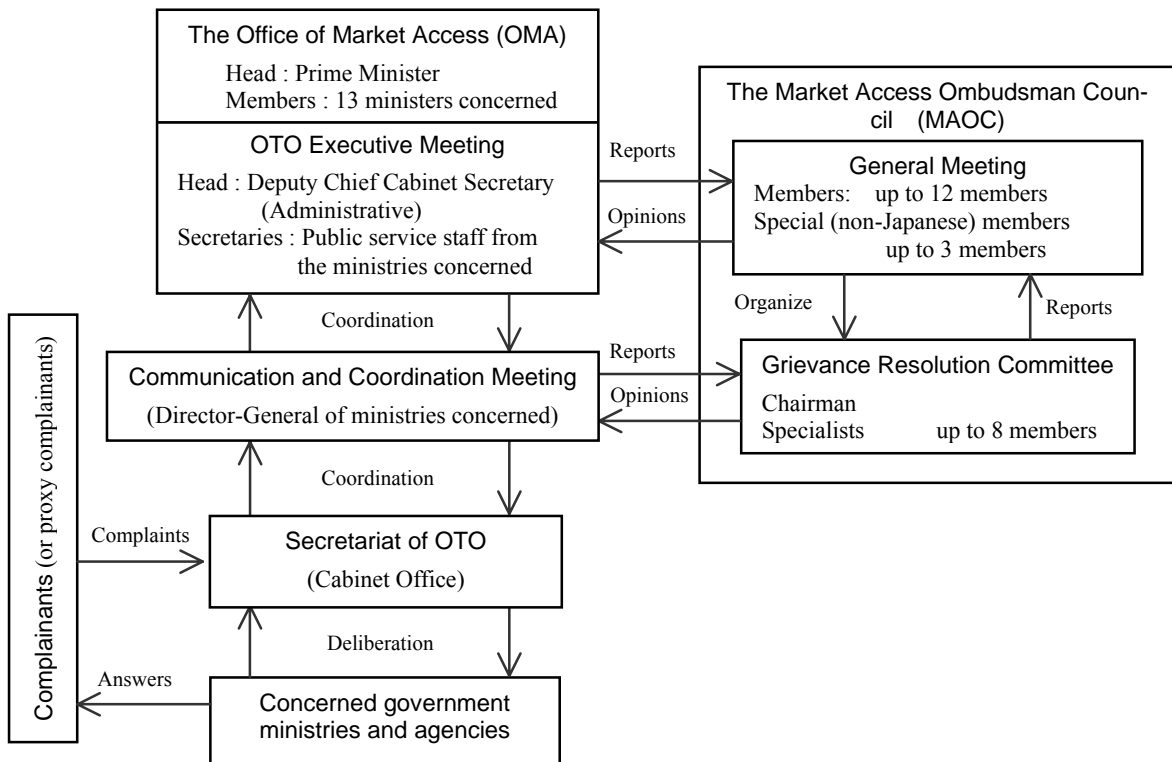 The Office of Market Access (OMA)
Head : Prime Minister
Members : 13 ministers concerned
OTO Executive Meeting
Head : Deputy Chief Cabinet Secretary
(Administrative)
Secretaries : Public service staff from
the ministries concerned
Reports
Opinions
The Market Access Ombudsman Coun-
cil (MAOC)
General Meeting
Members: up to 12 members
Special (non-Japanese) members
up to 3 members
Organize
Reports
Coordination
Communication and Coordination Meeting
(Director-General of ministries concerned)
Reports
Opinions
Grievance Resolution Committee
Chairman
Specialists up to 8 members
Coordination
Complainants (or proxy complainants)
Complaints
Secretariat of OTO
(Cabinet Office)
Deliberation
Answers
Concerned government
ministries and agencies